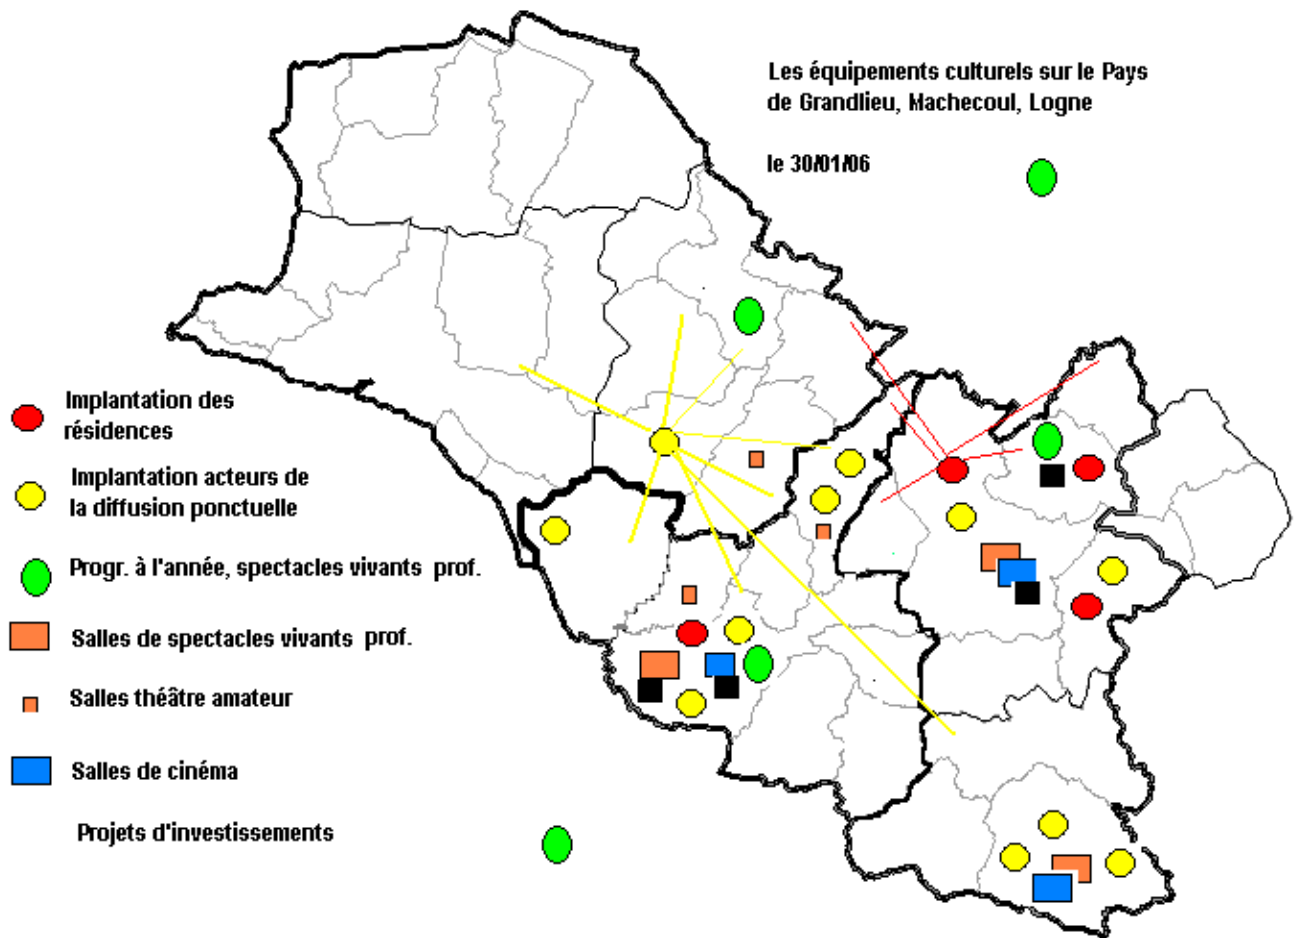 Les équipements culturels sur le Pays
de Grandlieu, Machecoul, Logne
le 30/01/06
Implantation des
résidences
Implantation acteurs de
la diffusion ponctuelle
Progr. à l'année, spectacles vivants prof.
Salles de spectacles vivants prof.
Salles théâtre amateur
Salles de cinéma
Projets d'investissements